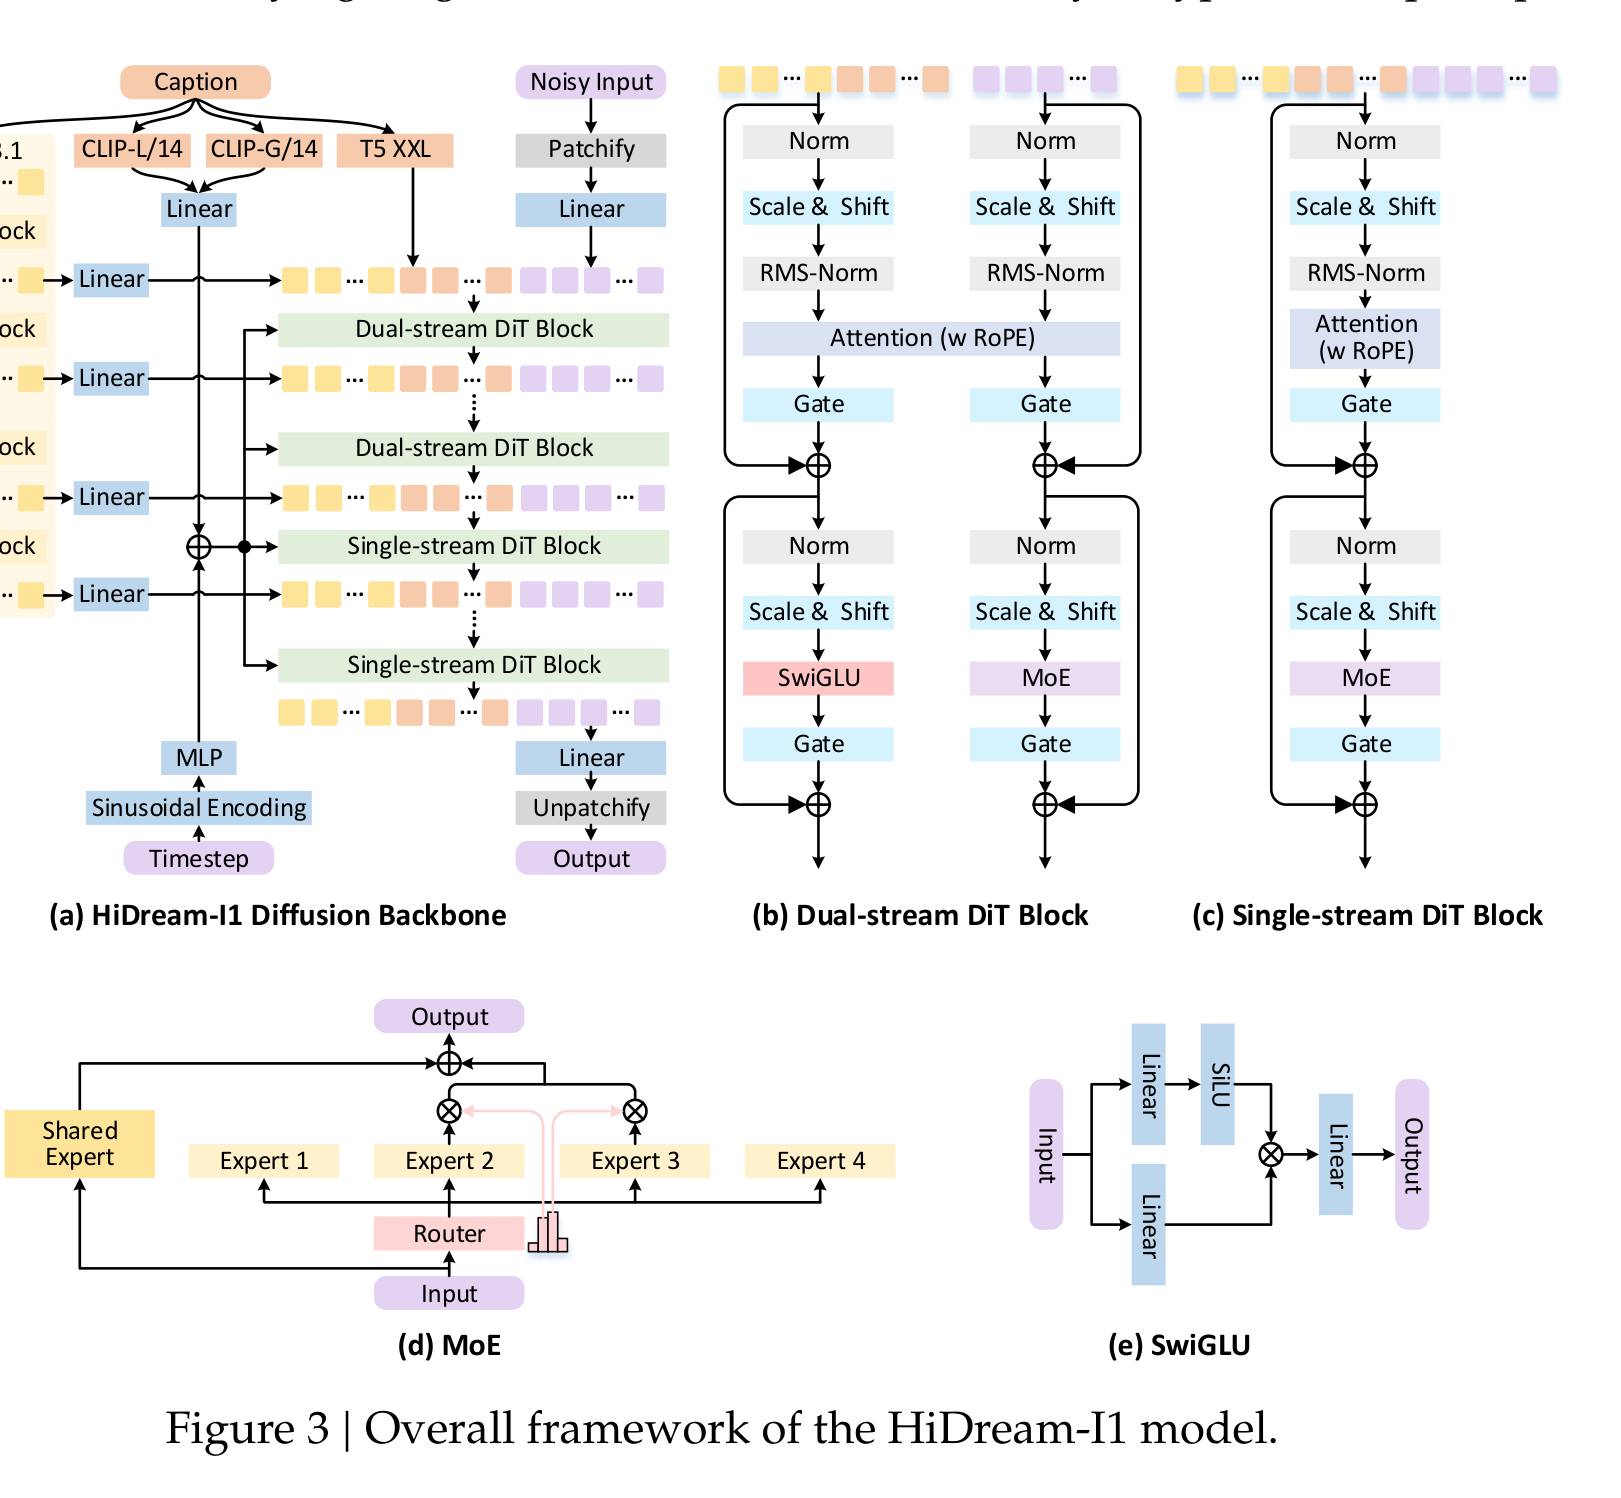 Caption
Noisy Input
3.1
CLIP-L/14
CLIP-G/14
T5 XXL
Patchify
Linear
Linear
ock
Linear
ock
Dual-stream DiT Block
Linear
ock
Dual-stream DiT Block
Linear
ock
Single-stream DiT Block
Linear
Single-stream DiT Block
MLP
Linear
Sinusoidal Encoding
Unpatchify
Timestep
Output
(a) HiDream-I1 Diffusion Backbone
Norm
Norm
Scale & Shift
Scale & Shift
RMS-Norm
RMS-Norm
Attention (w RoPE)
Gate
Gate
Norm
Norm
Scale & Shift
Scale & Shift
SwiGLU
MoE
Gate
Gate
(b) Dual-stream DiT Block
Norm
Scale & Shift
RMS-Norm
Attention
(w RoPE)
Gate
Norm
Scale & Shift
MoE
Gate
(c) Single-stream DiT Block
Output
Shared
Expert
Expert 1
Expert 2
Expert 3
Expert 4
Router
Input
(d) MoE
Input
Linear
SiLU
Linear
Linear
Output
(e) SwiGLU
Figure 3 | Overall framework of the HiDream-I1 model.